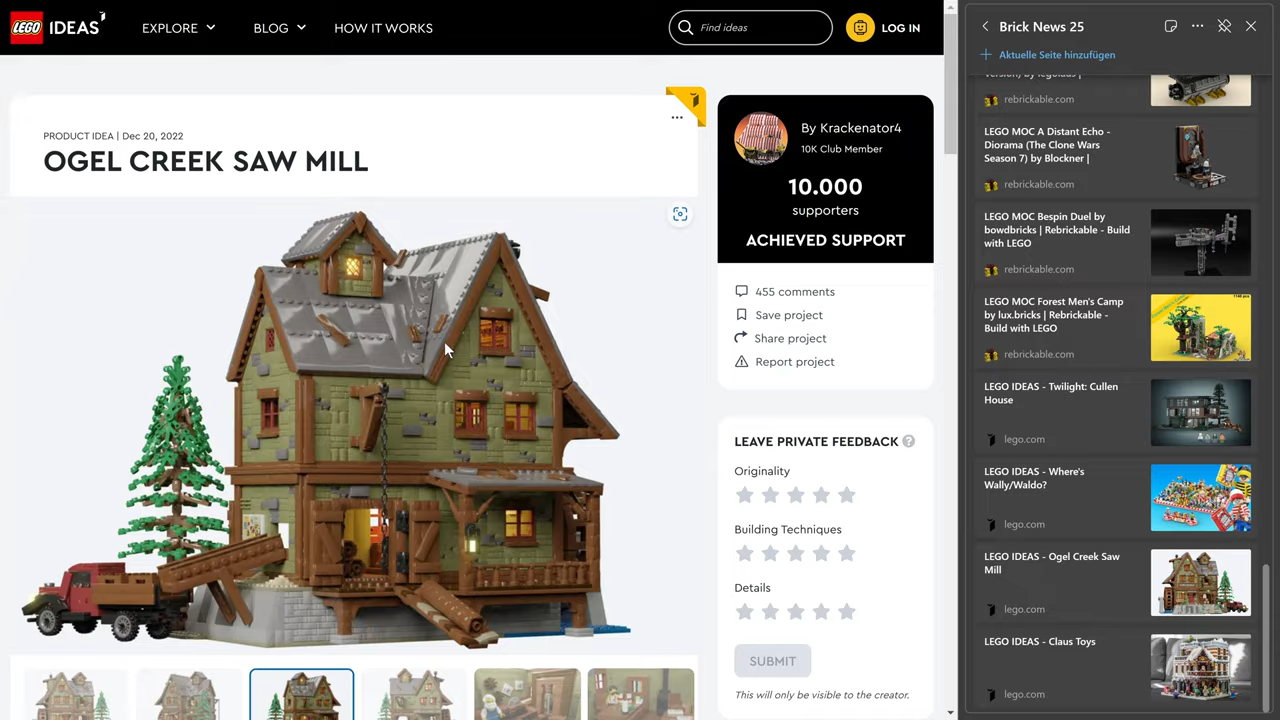 LEGO IDEAS
EXPLORE
BLOG
HOW IT WORKS
Find ideas
LOG IN
PRODUCT IDEA | Dec 20, 2022
OGEL CREEK SAW MILL
By Krackenator4
10K Club Member
10.000
supporters
ACHIEVED SUPPORT
455 comments
Save project
Share project
Report project
LEAVE PRIVATE FEEDBACK ?
Originality
Building Techniques
Details
SUBMIT
This will only be visible to the creator.
Brick News 25
Aktuelle Seite hinzufügen
rebrickable.com
LEGO MOC A Distant Echo -
Diorama (The Clone Wars
Season 7) by Blockner |
rebrickable.com
LEGO MOC Bespin Duel by
bowdbricks | Rebrickable - Build
with LEGO
rebrickable.com
LEGO MOC Forest Men's Camp
by lux.bricks | Rebrickable -
Build with LEGO
rebrickable.com
LEGO IDEAS - Twilight: Cullen
House
lego.com
LEGO IDEAS - Where's
Wally/Waldo?
lego.com
LEGO IDEAS - Ogel Creek Saw
Mill
lego.com
LEGO IDEAS - Claus Toys
lego.com